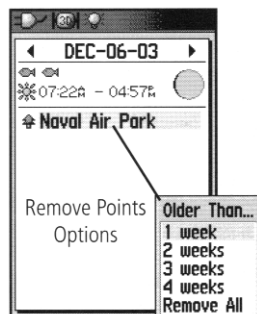 3D
DEC-06-03
07:22A - 04:57P
Naval Air Park
Remove Points
Options
Older Than...
1 week
2 weeks
3 weeks
4 weeks
Remove All